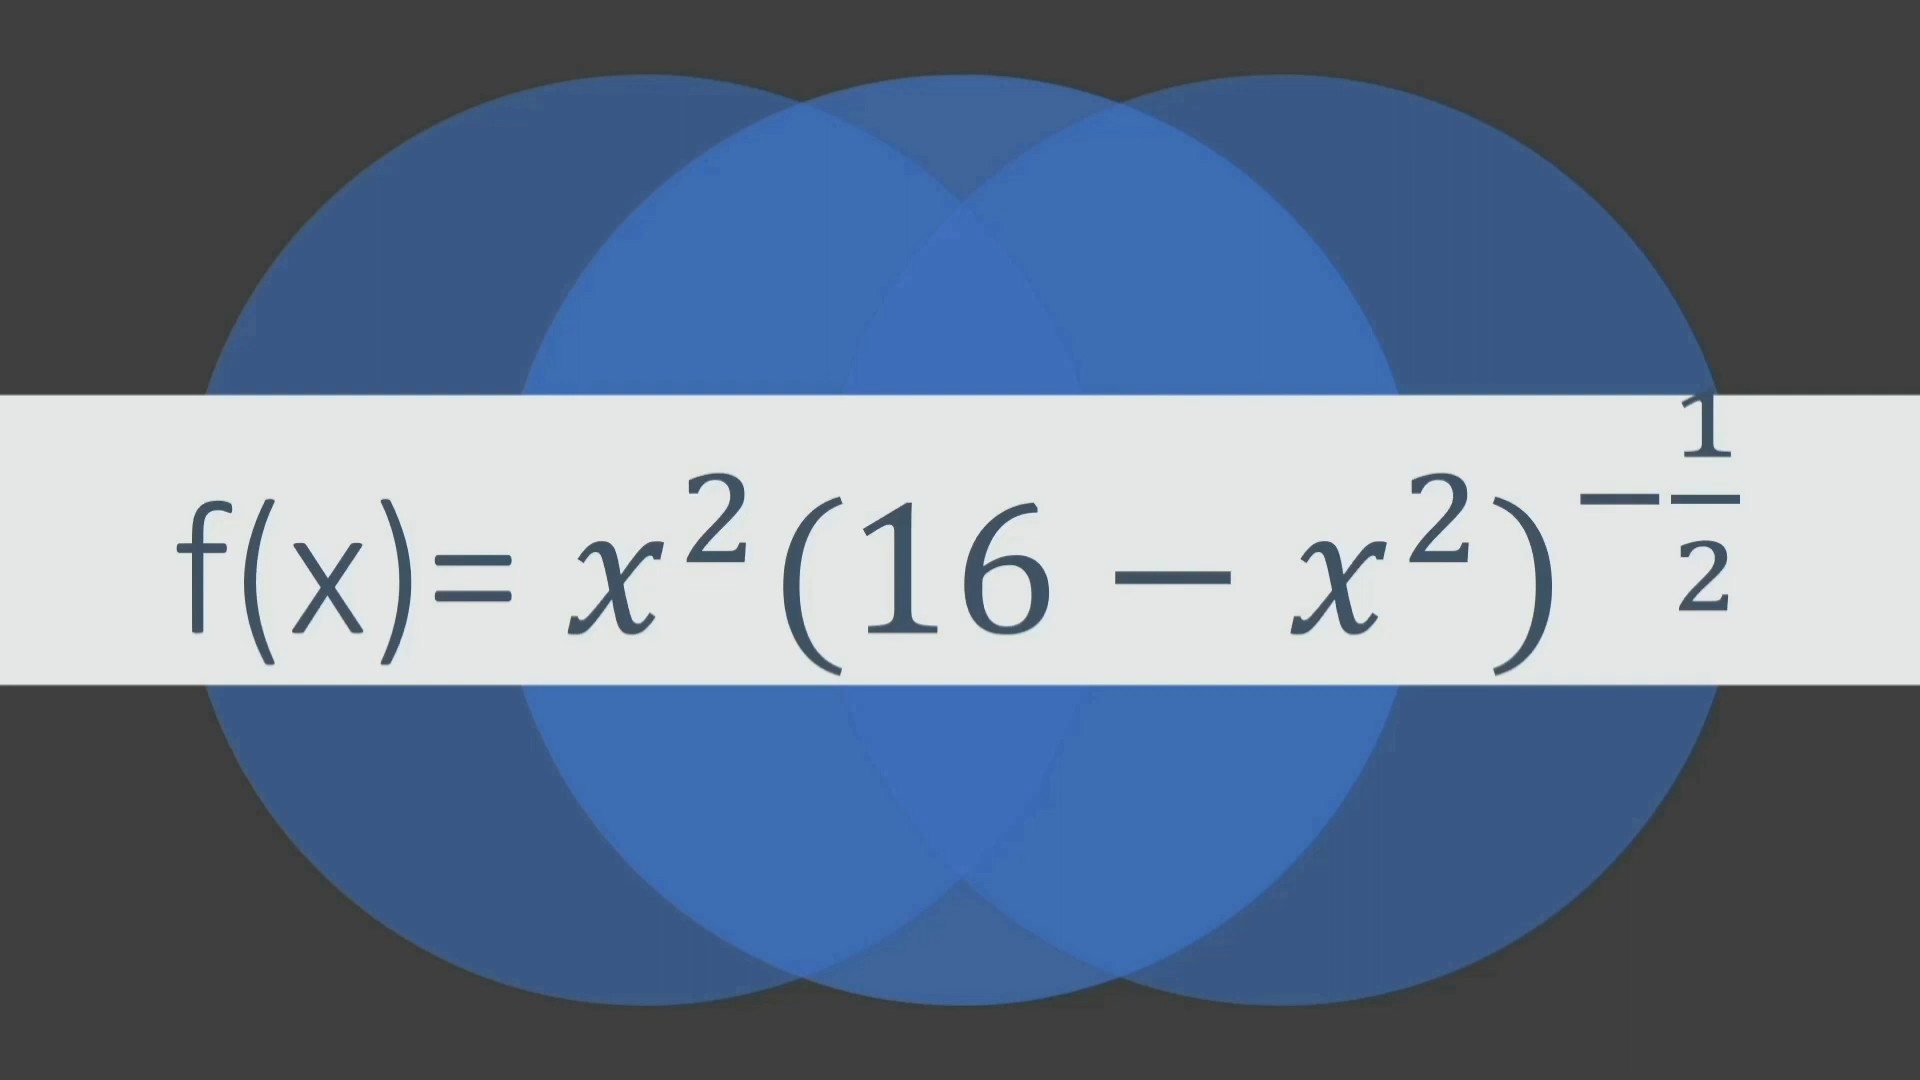 f(x)= x²(16 − x²)^−1/2